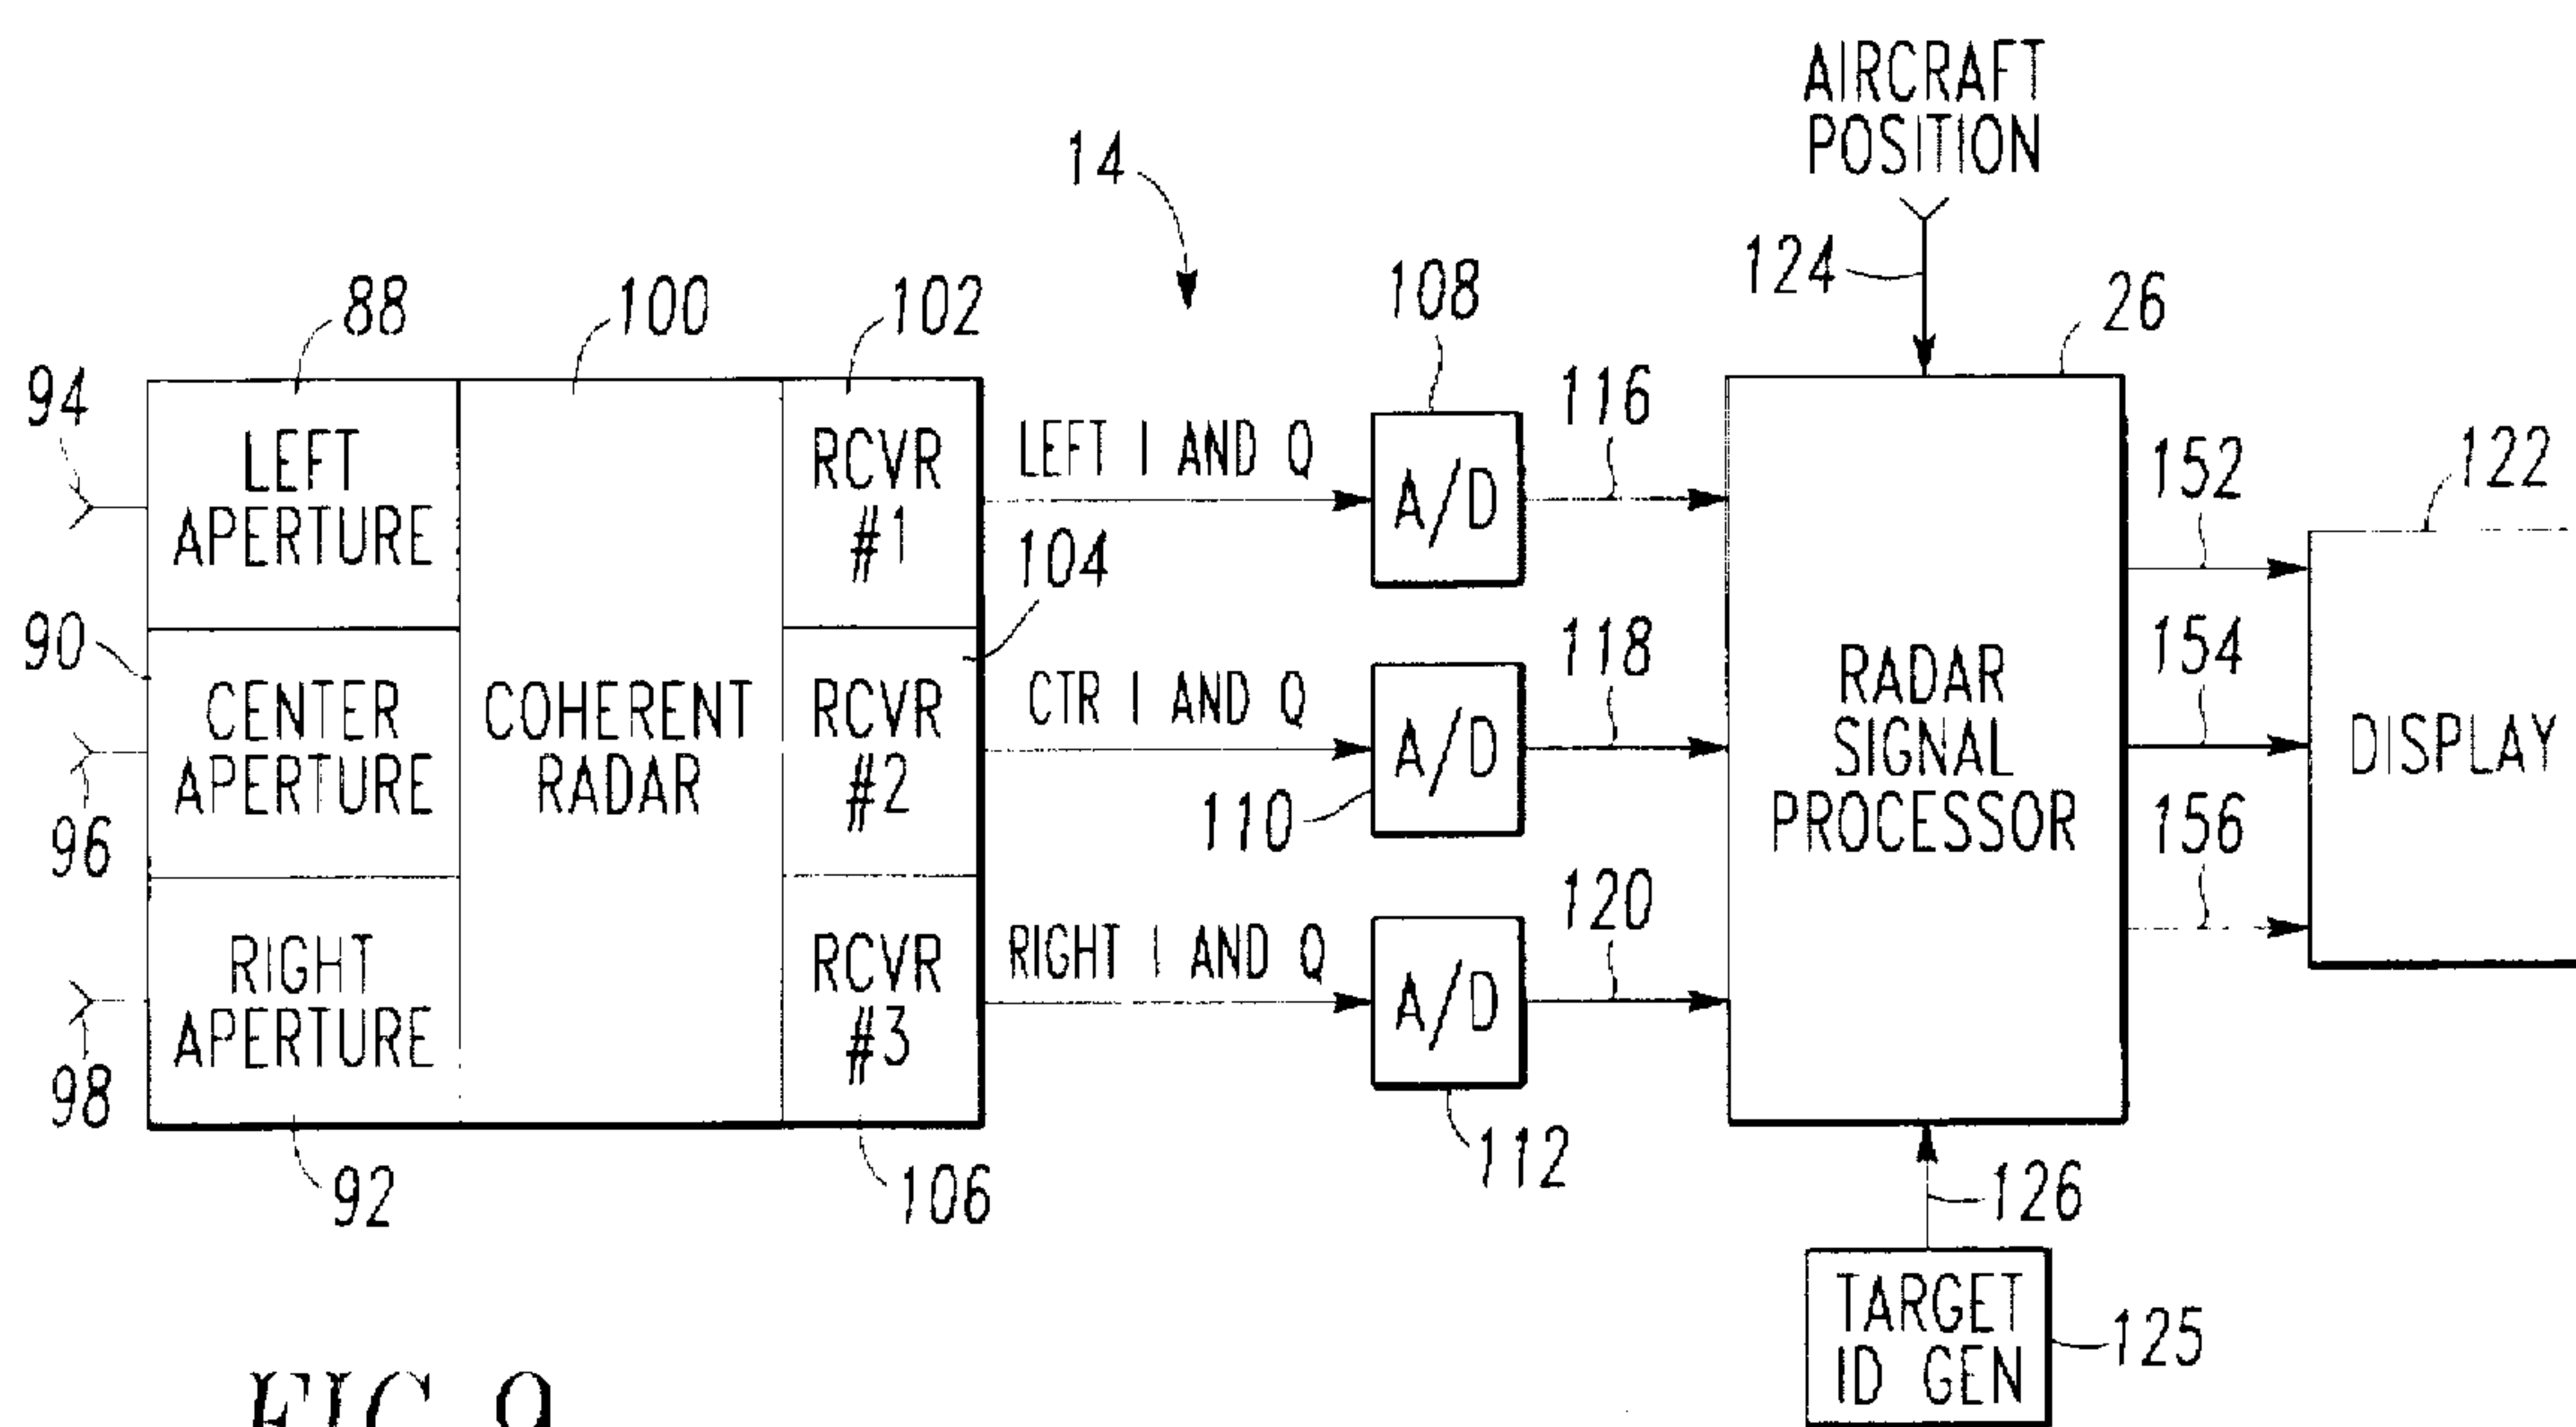 AIRCRAFT
POSITION
14
124
26
88
100
102
108
94
116
152
122
LEFT
APERTURE
RCVR
#1
LEFT I AND Q
A/D
104
90
118
154
CENTER
APERTURE
COHERENT
RADAR
RCVR
#2
CTR I AND Q
A/D
RADAR
SIGNAL
PROCESSOR
DISPLAY
96
110
156
120
RIGHT
APERTURE
RCVR
#3
RIGHT I AND Q
A/D
98
112
92
106
126
TARGET
ID GEN
125
FIG. 9